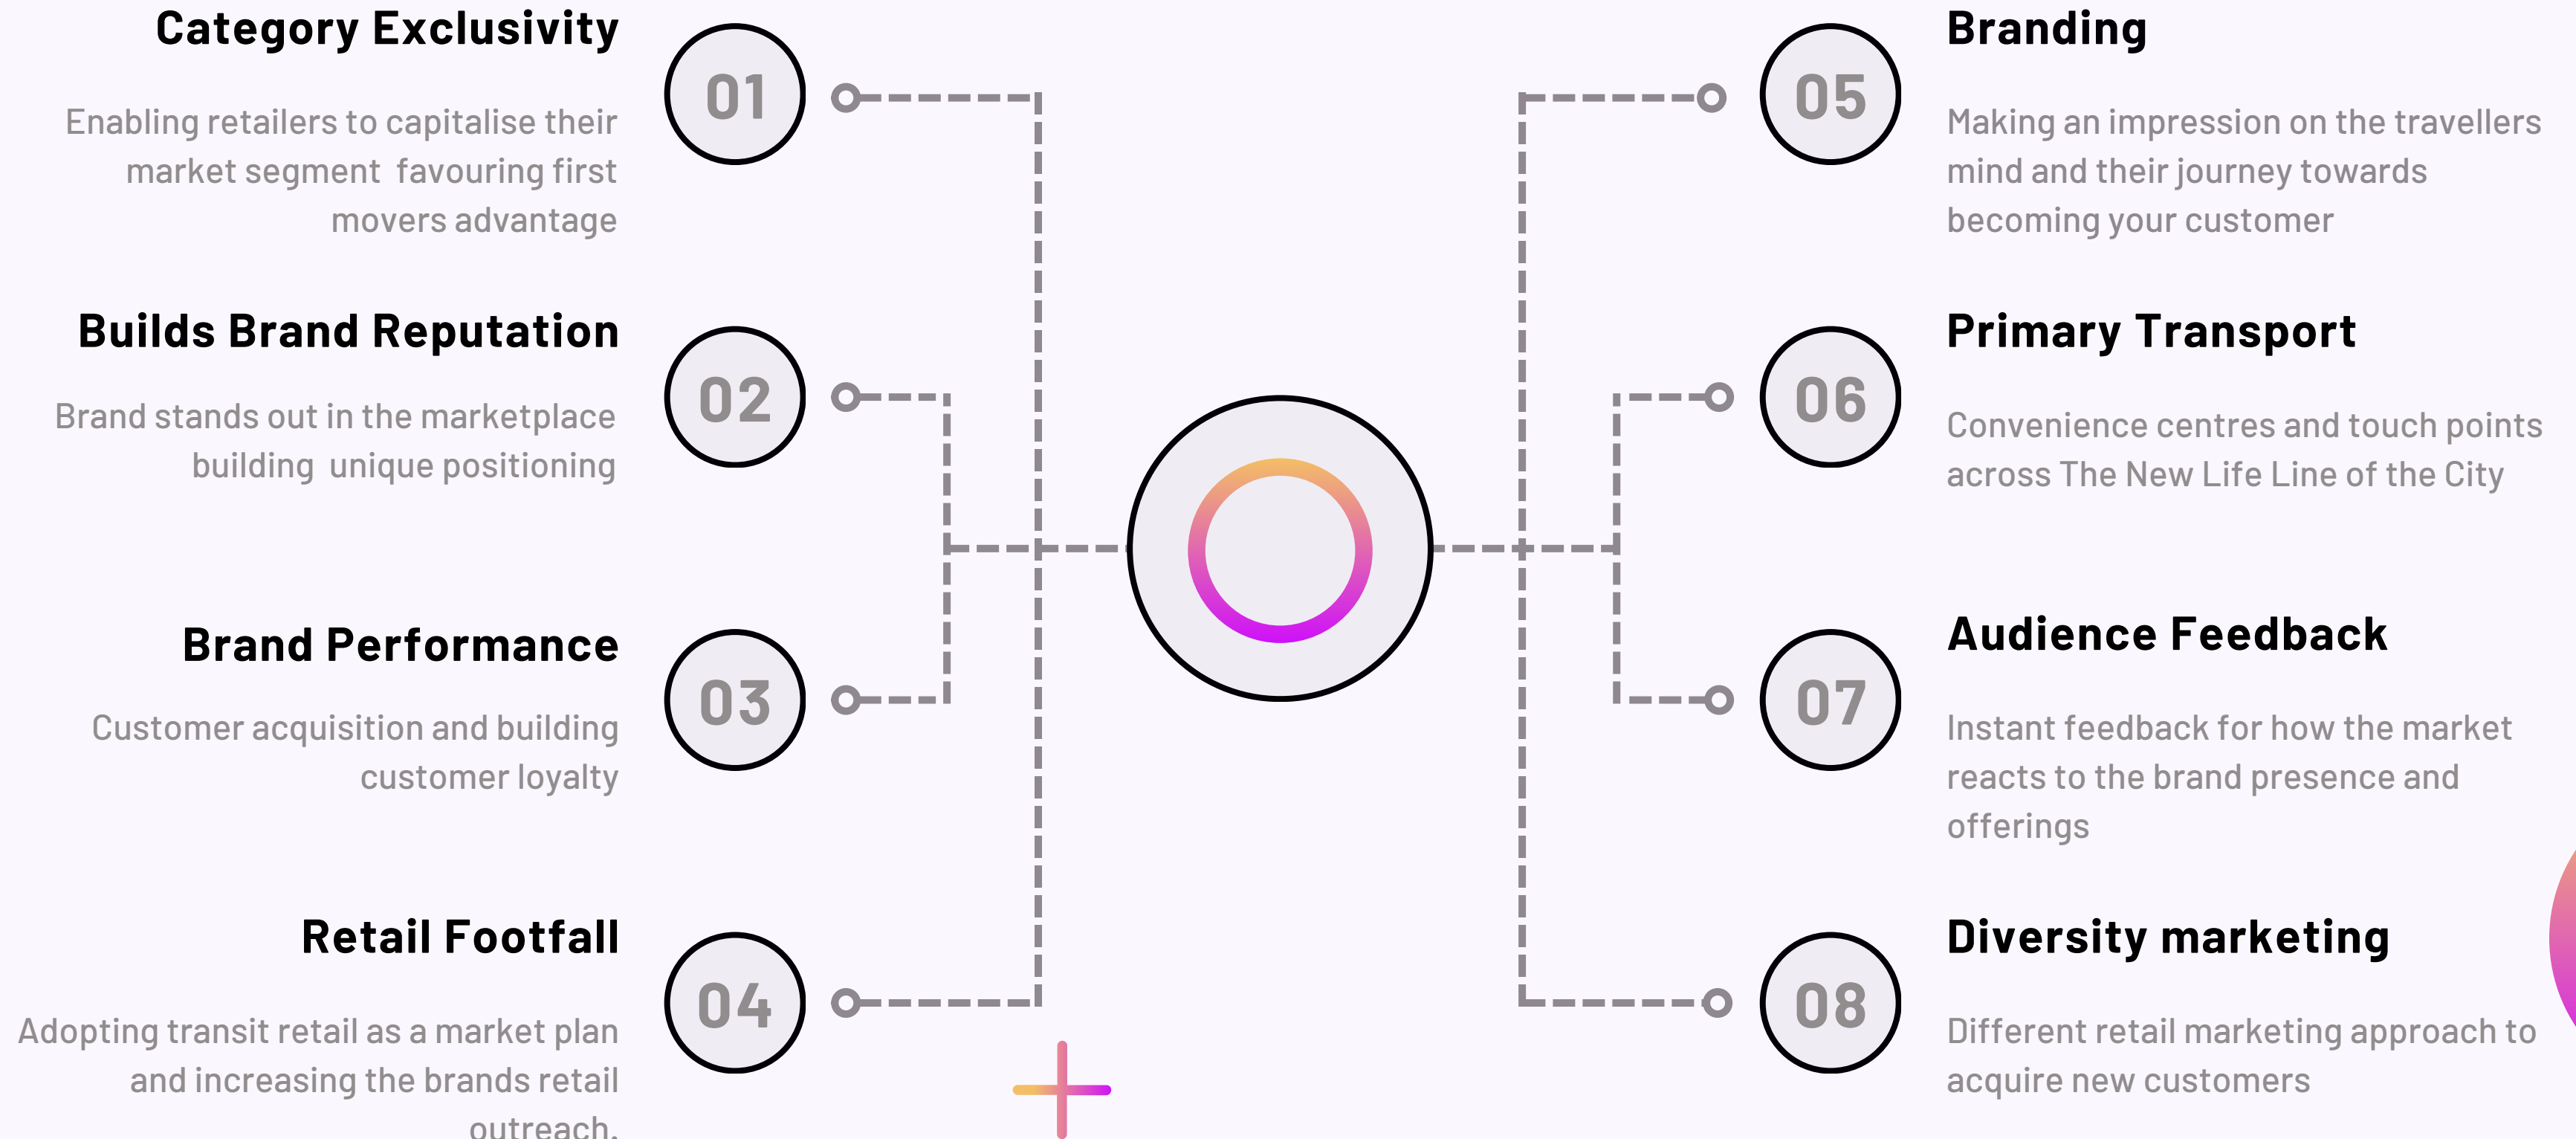 Category Exclusivity
01
Enabling retailers to capitalise their
market segment  favouring first
movers advantage
Builds Brand Reputation
02
Brand stands out in the marketplace
building  unique positioning
Brand Performance
03
Customer acquisition and building
customer loyalty
Retail Footfall
04
Adopting transit retail as a market plan
and increasing the brands retail
outreach.
Branding
05
Making an impression on the travellers
mind and their journey towards
becoming your customer
Primary Transport
06
Convenience centres and touch points
across The New Life Line of the City
Audience Feedback
07
Instant feedback for how the market
reacts to the brand presence and
offerings
Diversity marketing
08
Different retail marketing approach to
acquire new customers